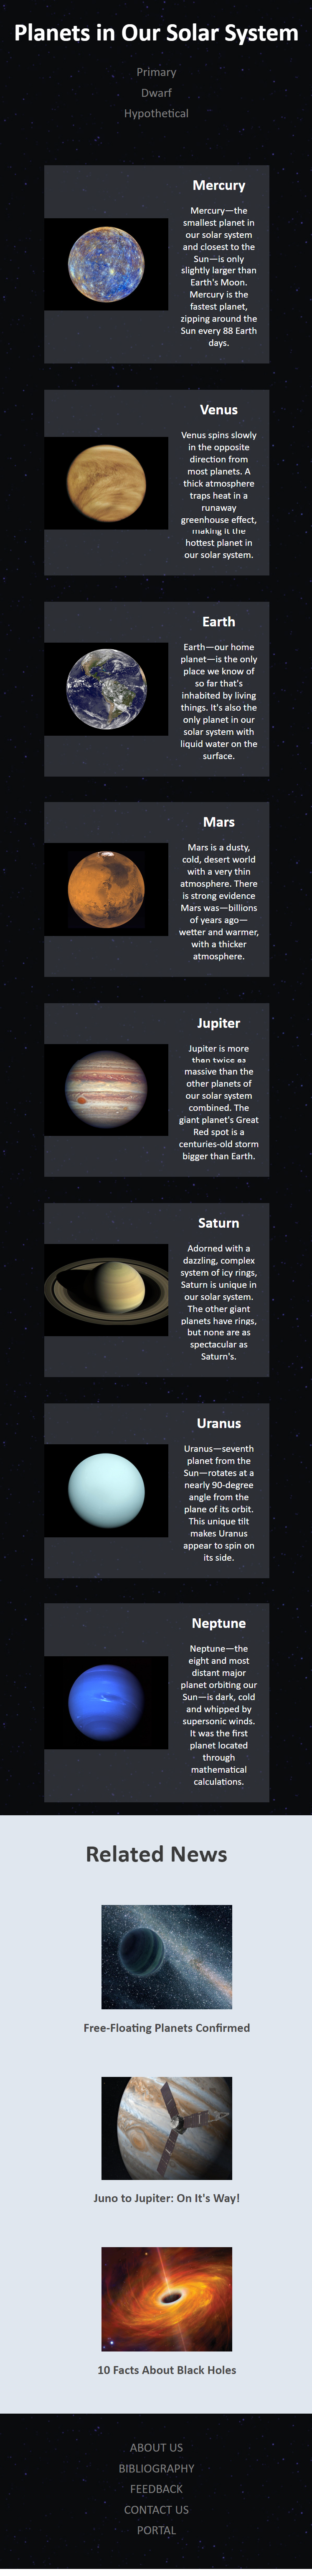 Planets in Our Solar System
Primary
Dwarf
Hypothetical
Mercury
Mercury—the
smallest planet in
our solar system
and closest to the
Sun—is only
slightly larger than
Earth's Moon.
Mercury is the
fastest planet,
zipping around the
Sun every 88 Earth
days.
Venus
Venus spins slowly
in the opposite
direction from
most planets. A
thick atmosphere
traps heat in a
runaway
greenhouse effect,
making it the
hottest planet in
our solar system.
Earth
Earth—our home
planet—is the only
place we know of
so far that's
inhabited by living
things. It's also the
only planet in our
solar system with
liquid water on the
surface.
Mars
Mars is a dusty,
cold, desert world
with a very thin
atmosphere. There
is strong evidence
Mars was—billions
of years ago—
wetter and warmer,
with a thicker
atmosphere.
Jupiter
Jupiter is more
than twice as
massive than the
other planets of
our solar system
combined. The
giant planet's Great
Red spot is a
centuries-old storm
bigger than Earth.
Saturn
Adorned with a
dazzling, complex
system of icy rings,
Saturn is unique in
our solar system.
The other giant
planets have rings,
but none are as
spectacular as
Saturn's.
Uranus
Uranus—seventh
planet from the
Sun—rotates at a
nearly 90-degree
angle from the
plane of its orbit.
This unique tilt
makes Uranus
appear to spin on
its side.
Neptune
Neptune—the
eight and most
distant major
planet orbiting our
Sun—is dark, cold
and whipped by
supersonic winds.
It was the first
planet located
through
mathematical
calculations.
Related News
Free-Floating Planets Confirmed
Juno to Jupiter: On It's Way!
10 Facts About Black Holes
ABOUT US
BIBLIOGRAPHY
FEEDBACK
CONTACT US
PORTAL